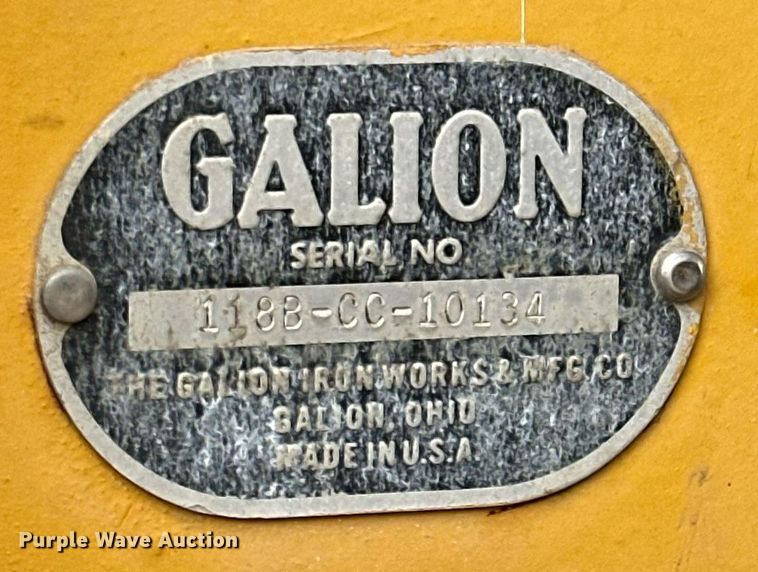 GALION
SERIAL NO.
118B-CC-10134
THE GALION IRON WORKS & MFG. CO.
GALION, OHIO
MADE IN U.S.A.
Purple Wave Auction